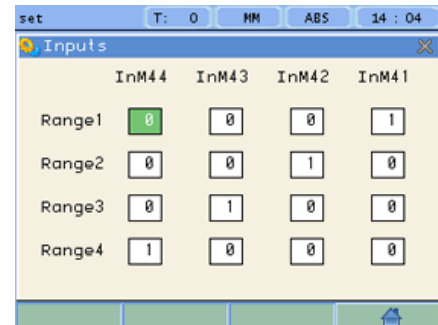 set T: 0 MM ABS 14 : 04
Inputs
InM44 InM43 InM42 InM41
Range1 0 0 0 1
Range2 0 0 1 0
Range3 0 1 0 0
Range4 1 0 0 0